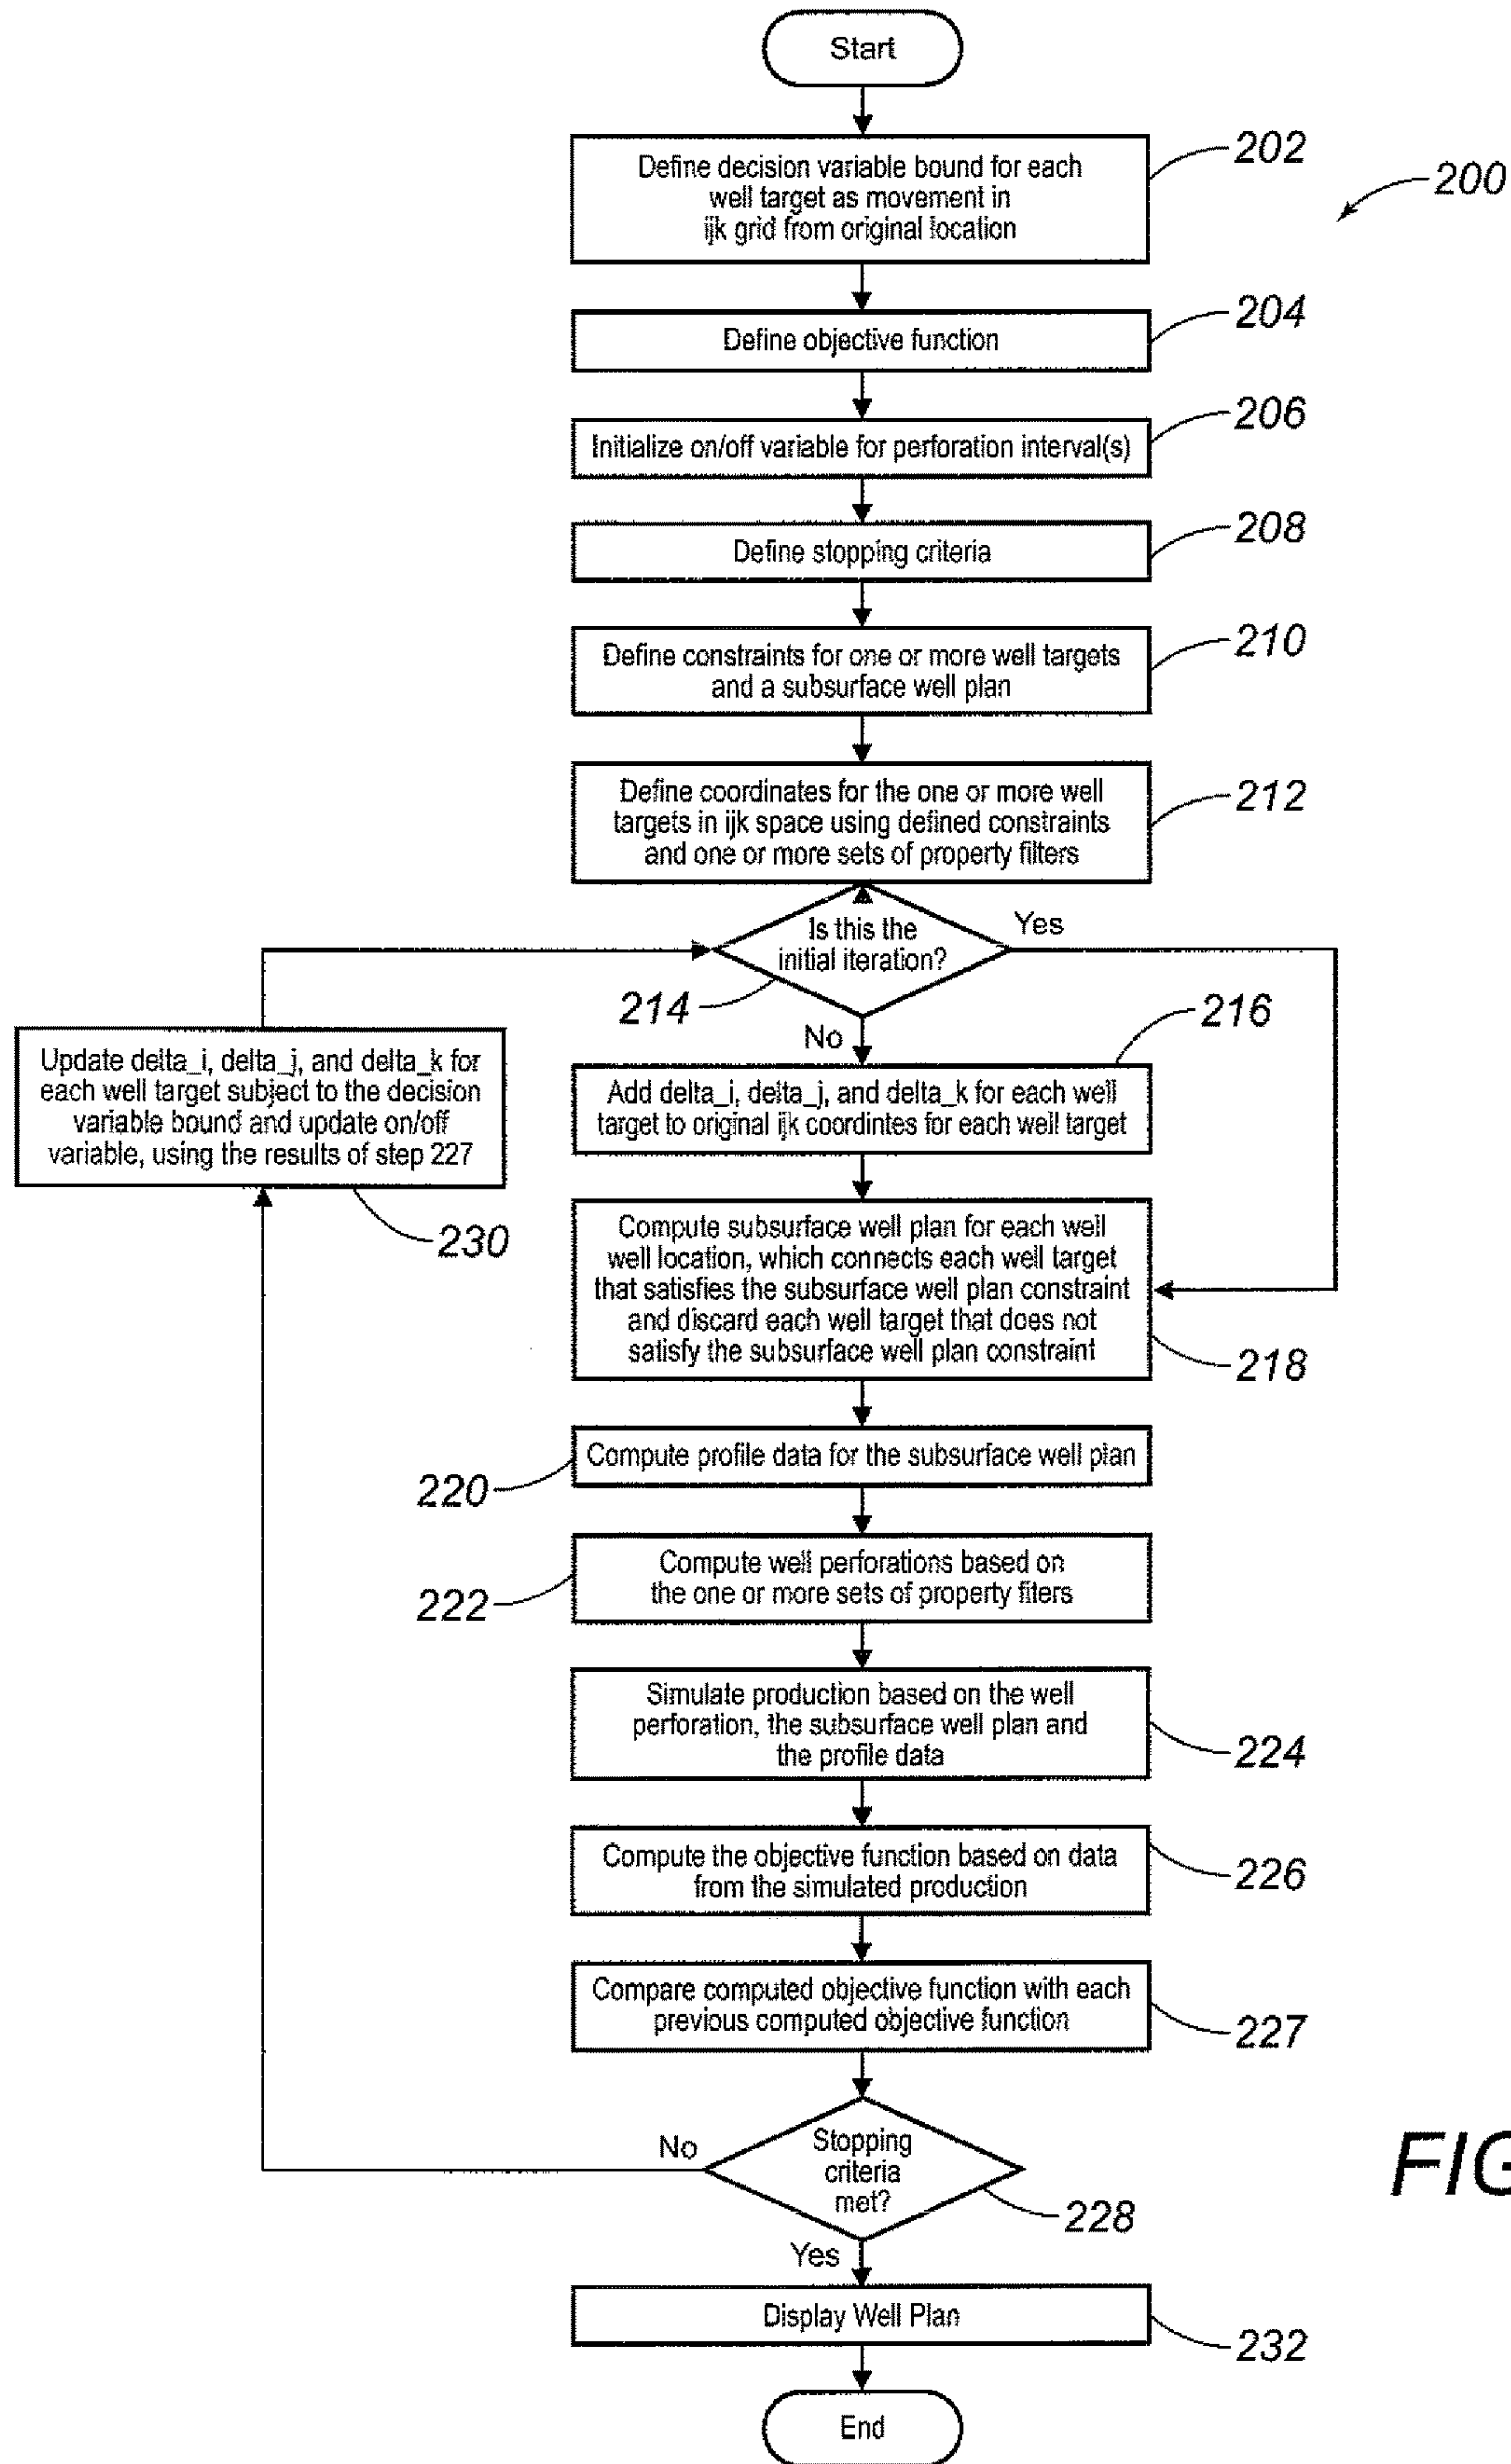 Start
Define decision variable bound for each
well target as movement in
ijk grid from original location
202
200
Define objective function
204
Initialize on/off variable for perforation interval(s)
206
Define stopping criteria
208
Define constraints for one or more well targets
and a subsurface well plan
210
Define coordinates for the one or more well
targets in ijk space using defined constraints
and one or more sets of property filters
212
Is this the
initial iteration?
Yes
214
No
216
Update delta_i, delta_j, and delta_k for
each well target subject to the decision
variable bound and update on/off
variable, using the results of step 227
230
Add delta_i, delta_j, and delta_k for each well
target to original ijk coordintes for each well target
Compute subsurface well plan for each well
well location, which connects each well target
that satisfies the subsurface well plan constraint
and discard each well target that does not
satisfy the subsurface well plan constraint
218
Compute profile data for the subsurface well plan
220
Compute well perforations based on
the one or more sets of property filters
222
Simulate production based on the well
perforation, the subsurface well plan and
the profile data
224
Compute the objective function based on data
from the simulated production
226
Compare computed objective function with each
previous computed objective function
227
Stopping
criteria
met?
No
228
Yes
FIG
Display Well Plan
232
End